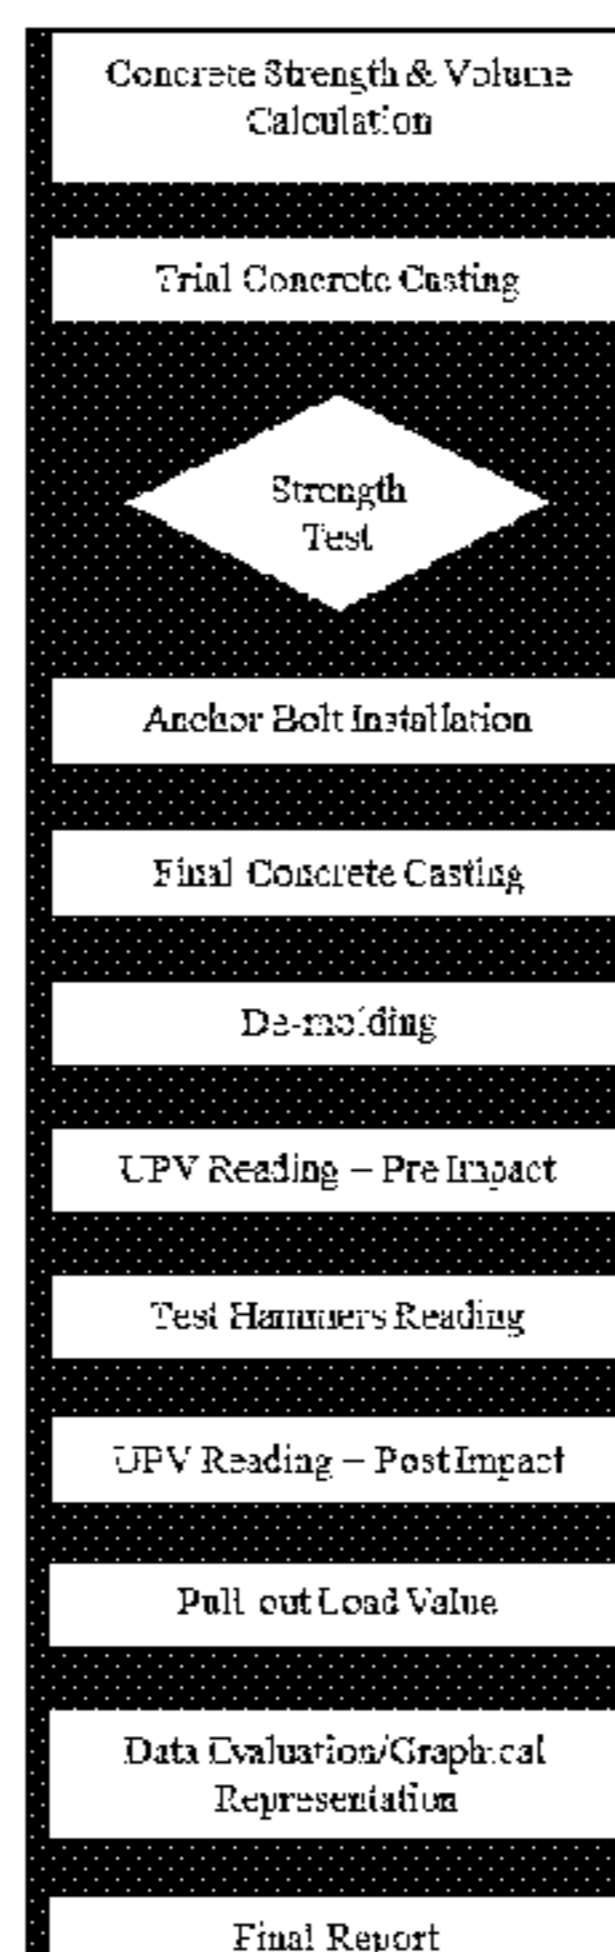 Concrete Strength & Volume
Calculation
Trial Concrete Casting
Strength
Test
Anchor Bolt Installation
Final Concrete Casting
De-molding
UPV Reading – Pre Impact
Test Hammers Reading
UPV Reading – Post Impact
Pull out Load Value
Data Evaluation/Graphical
Representation
Final Report